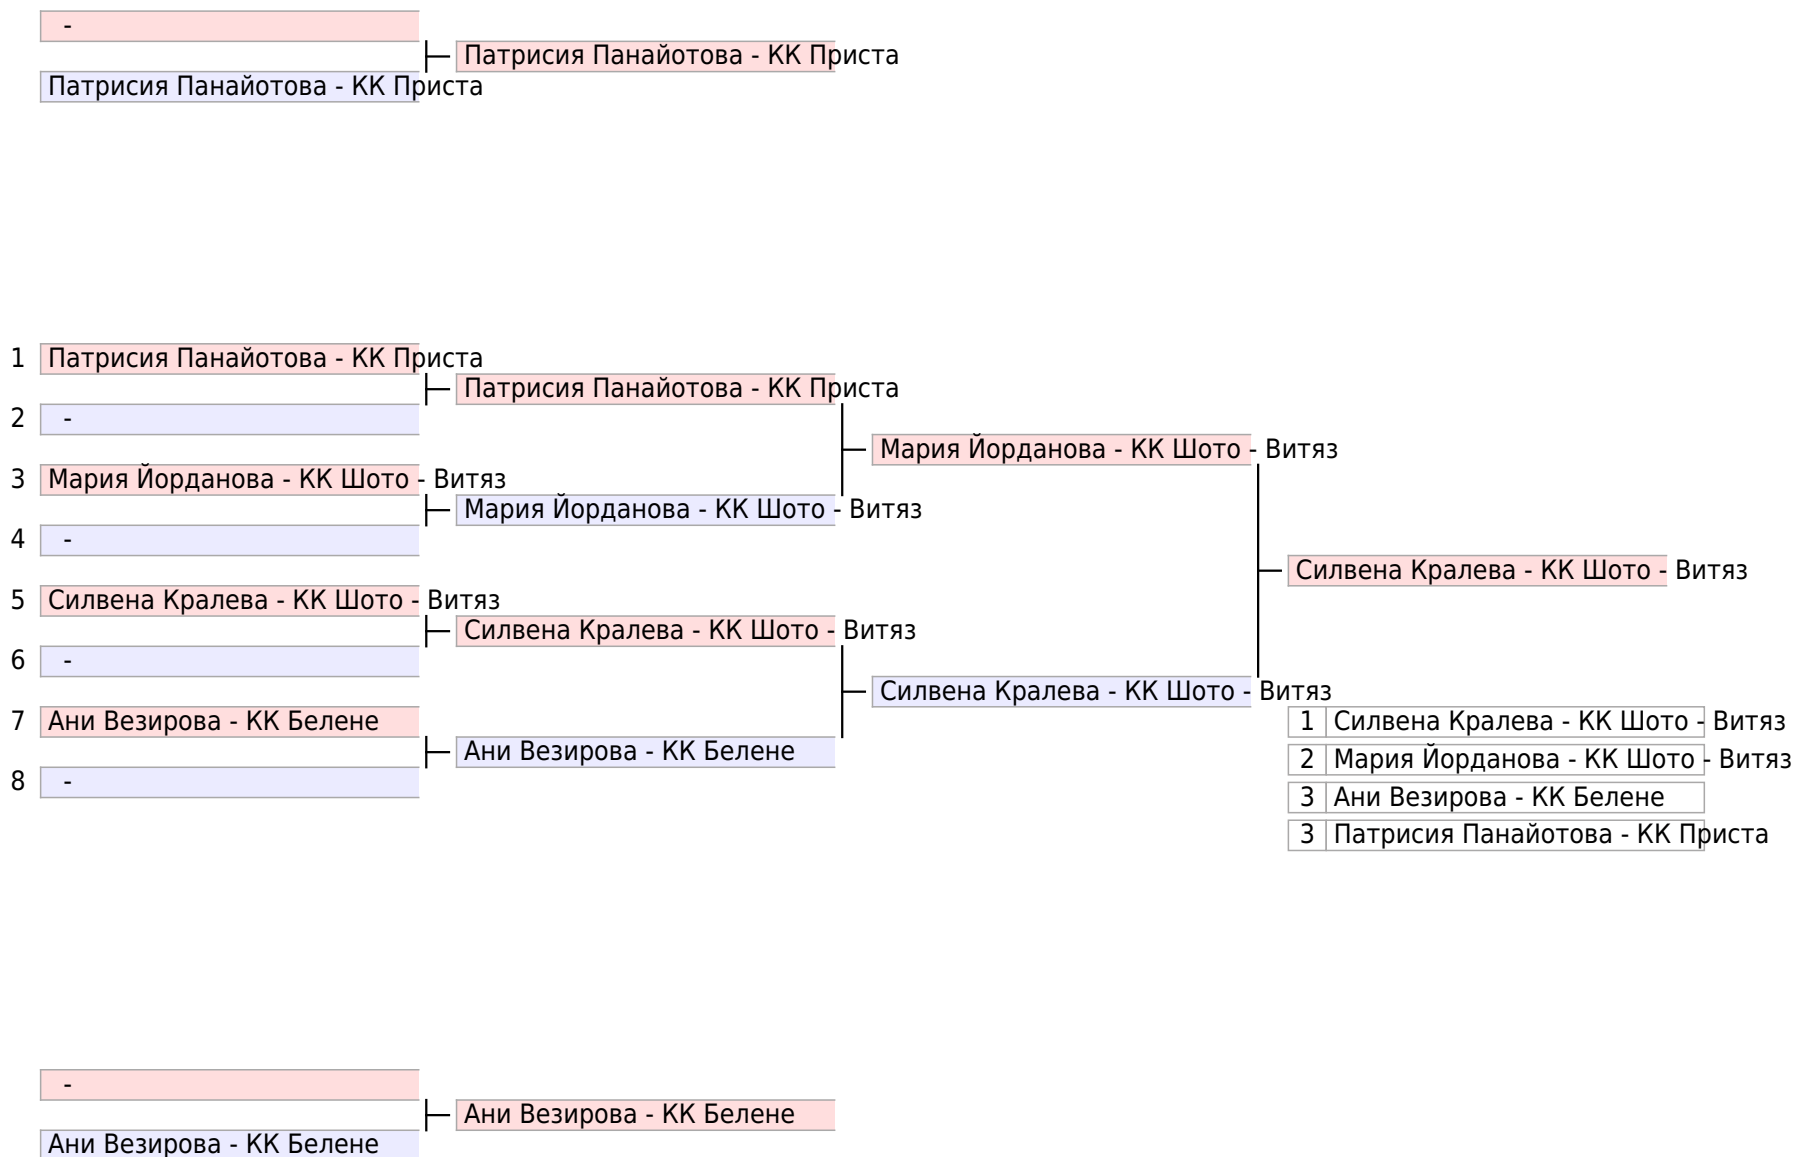 -
Патрисия Панайотова - КК Приста
Патрисия Панайотова - КК Приста
1 Патрисия Панайотова - КК Приста
Патрисия Панайотова - КК Приста
2 -
Мария Йорданова - КК Шото - Витяз
3 Мария Йорданова - КК Шото - Витяз
Мария Йорданова - КК Шото - Витяз
4 -
Силвена Кралева - КК Шото - Витяз
5 Силвена Кралева - КК Шото - Витяз
Силвена Кралева - КК Шото - Витяз
6 -
Силвена Кралева - КК Шото - Витяз
7 Ани Везирова - КК Белене
1 Силвена Кралева - КК Шото - Витяз
Ани Везирова - КК Белене
2 Мария Йорданова - КК Шото - Витяз
8 -
3 Ани Везирова - КК Белене
3 Патрисия Панайотова - КК Приста
-
Ани Везирова - КК Белене
Ани Везирова - КК Белене